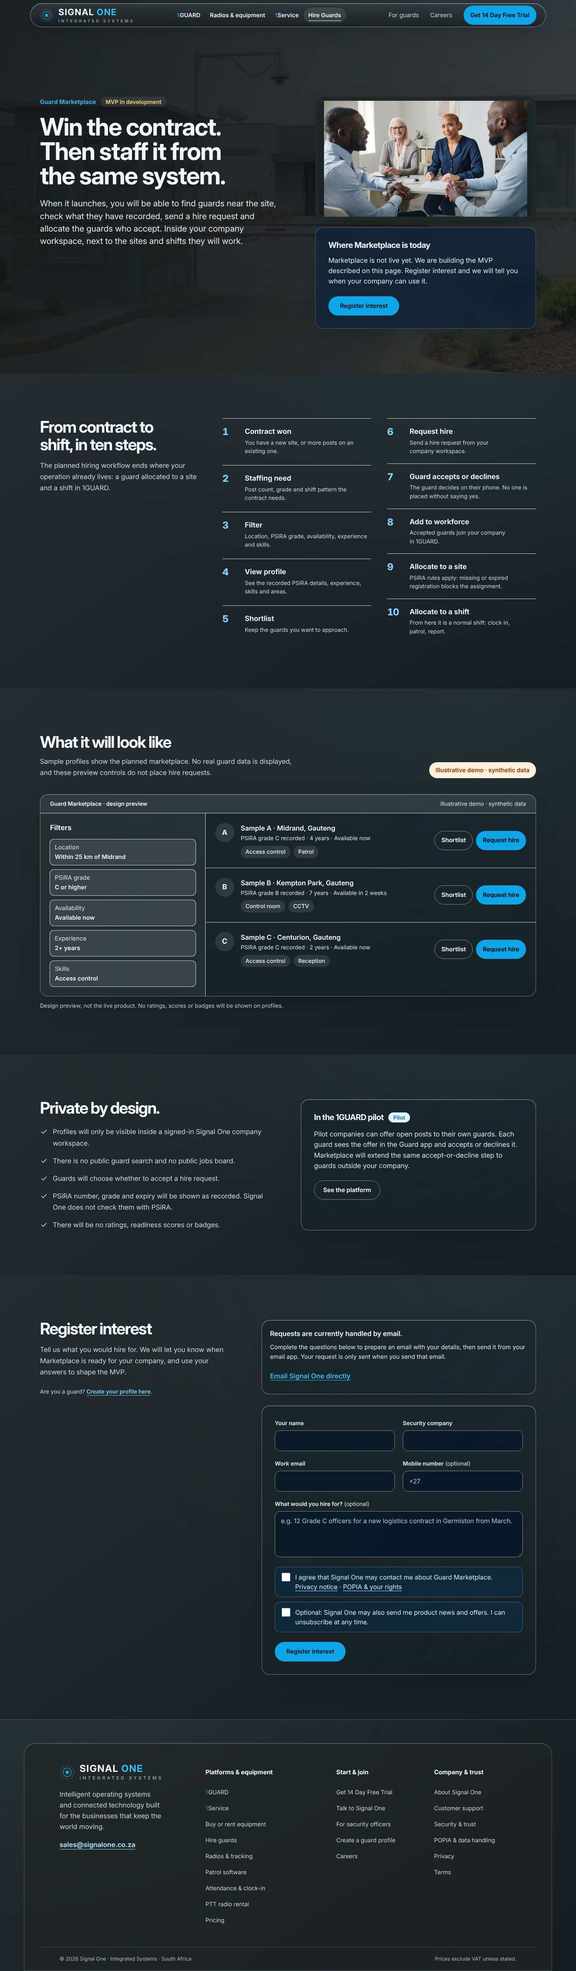 SIGNAL ONE
INTEGRATED SYSTEMS
1GUARD
Radios & equipment
1Service
Hire Guards
For guards
Careers
Get 14 Day Free Trial
Guard Marketplace
MVP in development
Win the contract.
Then staff it from
the same system.
When it launches, you will be able to find guards near the site,
check what they have recorded, send a hire request and
allocate the guards who accept. Inside your company
workspace, next to the sites and shifts they will work.
Where Marketplace is today
Marketplace is not live yet. We are building the MVP
described on this page. Register interest and we will tell you
when your company can use it.
Register interest
From contract to
shift, in ten steps.
The planned hiring workflow ends where your
operation already lives: a guard allocated to a site
and a shift in 1GUARD.
1
Contract won
You have a new site, or more posts on an
existing one.
2
Staffing need
Post count, grade and shift pattern the
contract needs.
3
Filter
Location, PSiRA grade, availability, experience
and skills.
4
View profile
See the recorded PSiRA details, experience,
skills and areas.
5
Shortlist
Keep the guards you want to approach.
6
Request hire
Send a hire request from your
company workspace.
7
Guard accepts or declines
The guard decides on their phone. No one is
placed without saying yes.
8
Add to workforce
Accepted guards join your company
in 1GUARD.
9
Allocate to a site
PSiRA rules apply: missing or expired
registration blocks the assignment.
10
Allocate to a shift
From here it is a normal shift: clock in,
patrol, report.
What it will look like
Sample profiles show the planned marketplace. No real guard data is displayed,
and these preview controls do not place hire requests.
Illustrative demo · synthetic data
Guard Marketplace · design preview
Illustrative demo · synthetic data
Filters
Location
Within 25 km of Midrand
PSiRA grade
C or higher
Availability
Available now
Experience
2+ years
Skills
Access control
A
Sample A · Midrand, Gauteng
PSiRA grade C recorded · 4 years · Available now
Access control
Patrol
Shortlist
Request hire
B
Sample B · Kempton Park, Gauteng
PSiRA grade B recorded · 7 years · Available in 2 weeks
Control room
CCTV
Shortlist
Request hire
C
Sample C · Centurion, Gauteng
PSiRA grade C recorded · 2 years · Available now
Access control
Reception
Shortlist
Request hire
Design preview, not the live product. No ratings, scores or badges will be shown on profiles.
Private by design.
Profiles will only be visible inside a signed-in Signal One company
workspace.
There is no public guard search and no public jobs board.
Guards will choose whether to accept a hire request.
PSiRA number, grade and expiry will be shown as recorded. Signal
One does not check them with PSiRA.
There will be no ratings, readiness scores or badges.
In the 1GUARD pilot
Pilot
Pilot companies can offer open posts to their own guards. Each
guard sees the offer in the Guard app and accepts or declines it.
Marketplace will extend the same accept-or-decline step to
guards outside your company.
See the platform
Register interest
Tell us what you would hire for. We will let you know when
Marketplace is ready for your company, and use your
answers to shape the MVP.
Are you a guard? Create your profile here.
Requests are currently handled by email.
Complete the questions below to prepare an email with your details, then send it from your
email app. Your request is only sent when you send that email.
Email Signal One directly
Your name
Security company
Work email
Mobile number (optional)
+27
What would you hire for? (optional)
e.g. 12 Grade C officers for a new logistics contract in Germiston from March.
I agree that Signal One may contact me about Guard Marketplace.
Privacy notice · POPIA & your rights
Optional: Signal One may also send me product news and offers. I can
unsubscribe at any time.
Register interest
SIGNAL ONE
INTEGRATED SYSTEMS
Intelligent operating systems
and connected technology built
for the businesses that keep the
world moving.
sales@signalone.co.za
Platforms & equipment
1GUARD
1Service
Buy or rent equipment
Hire guards
Radios & tracking
Patrol software
Attendance & clock-in
PTT radio rental
Pricing
Start & join
Get 14 Day Free Trial
Talk to Signal One
For security officers
Create a guard profile
Careers
Company & trust
About Signal One
Customer support
Security & trust
POPIA & data handling
Privacy
Terms
© 2026 Signal One · Integrated Systems · South Africa
Prices exclude VAT unless stated.